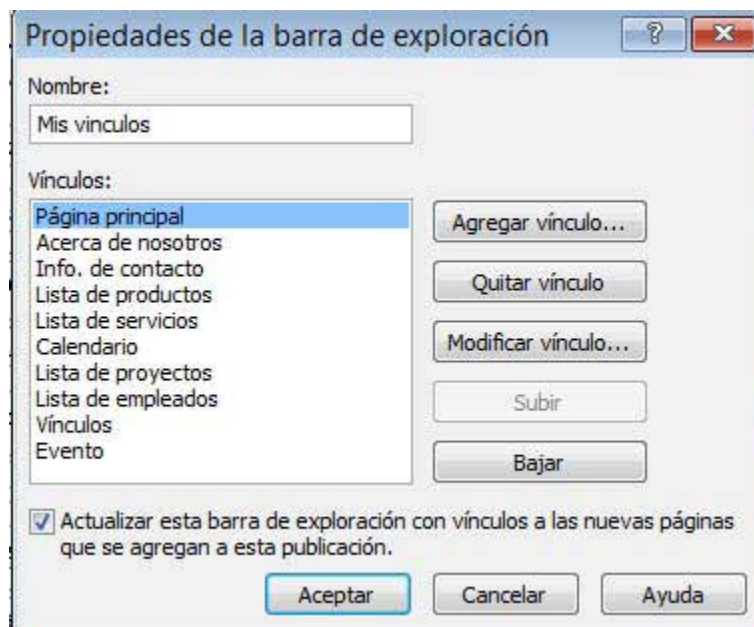 Propiedades de la barra de exploración
Nombre:
Mis vinculos
Vínculos:
Página principal
Acerca de nosotros
Info. de contacto
Lista de productos
Lista de servicios
Calendario
Lista de proyectos
Lista de empleados
Vínculos
Evento
Agregar vínculo...
Quitar vínculo
Modificar vínculo...
Subir
Bajar
Actualizar esta barra de exploración con vínculos a las nuevas páginas
que se agregan a esta publicación.
Aceptar
Cancelar
Ayuda